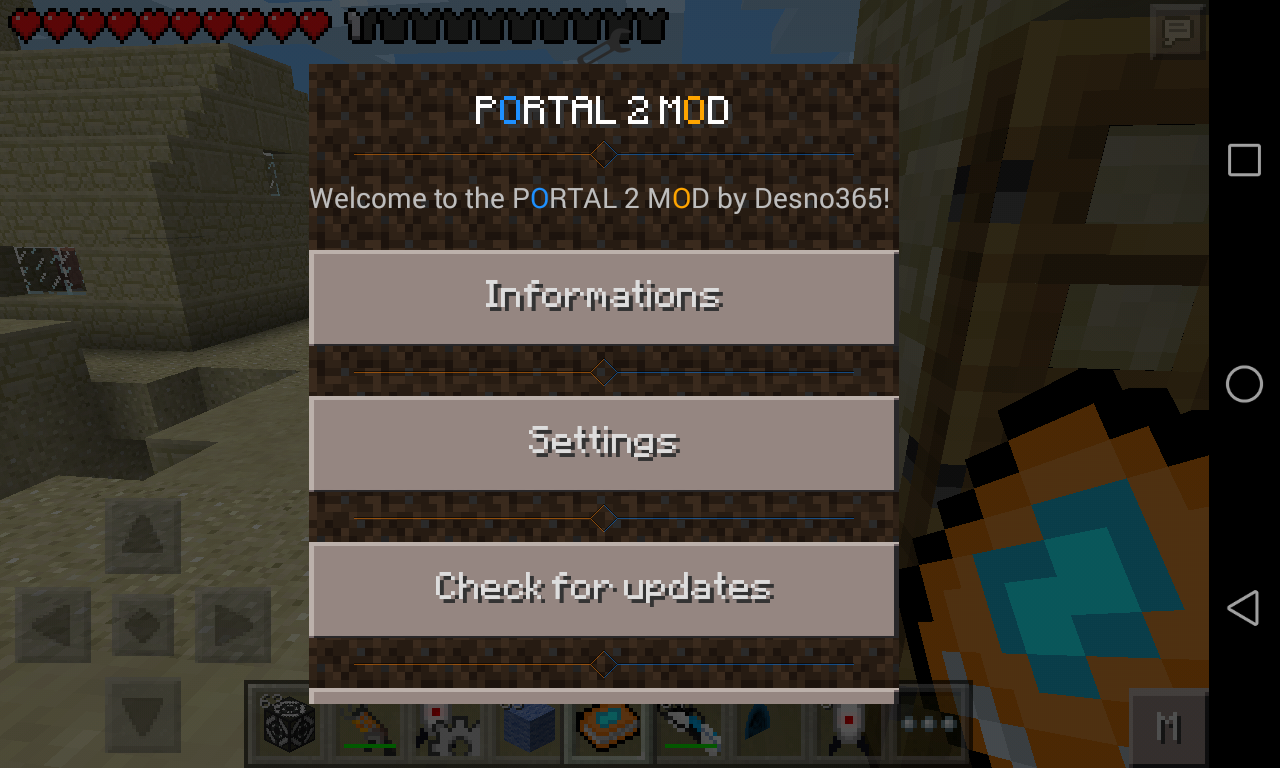 PORTAL 2 MOD
Welcome to the PORTAL 2 MOD by Desno365!
Informations
Settings
Check for updates
M